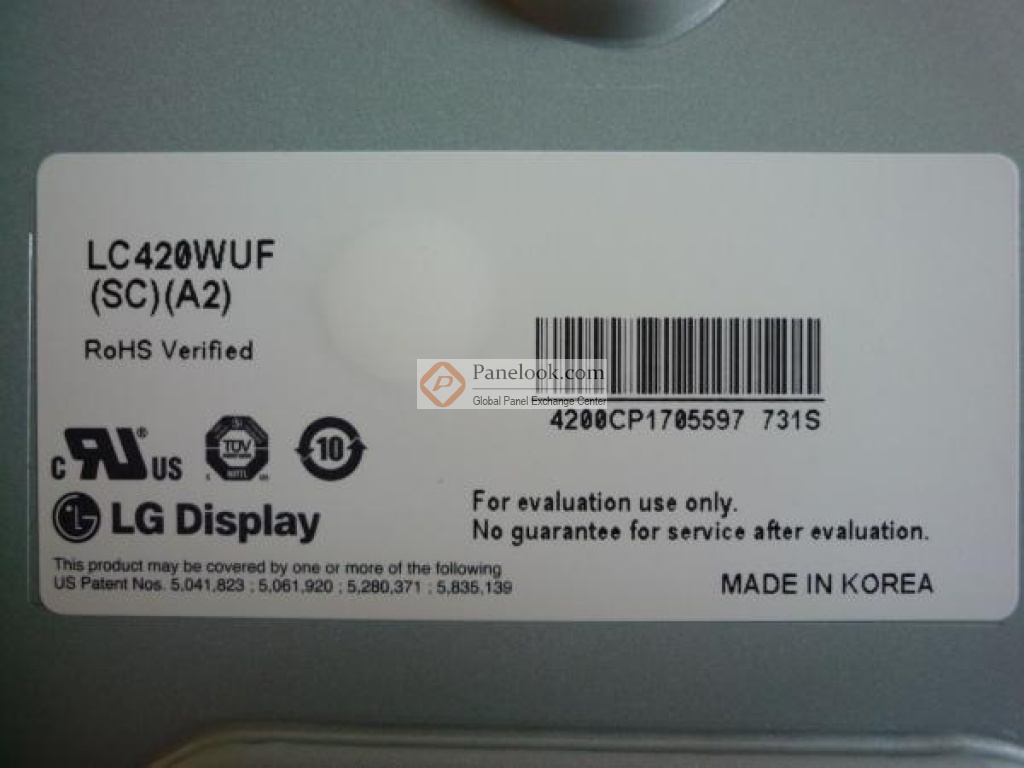 LC420WUF
(SC)(A2)
RoHS Verified
Panelook.com
Global Panel Exchange Center
4200CP1705597 731S
C RU® US
TÜV
10
LG Display
For evaluation use only.
No guarantee for service after evaluation.
This product may be covered by one or more of the following
US Patent Nos. 5,041,823 ; 5,061,920 ; 5,280,371 ; 5,835,139
MADE IN KOREA